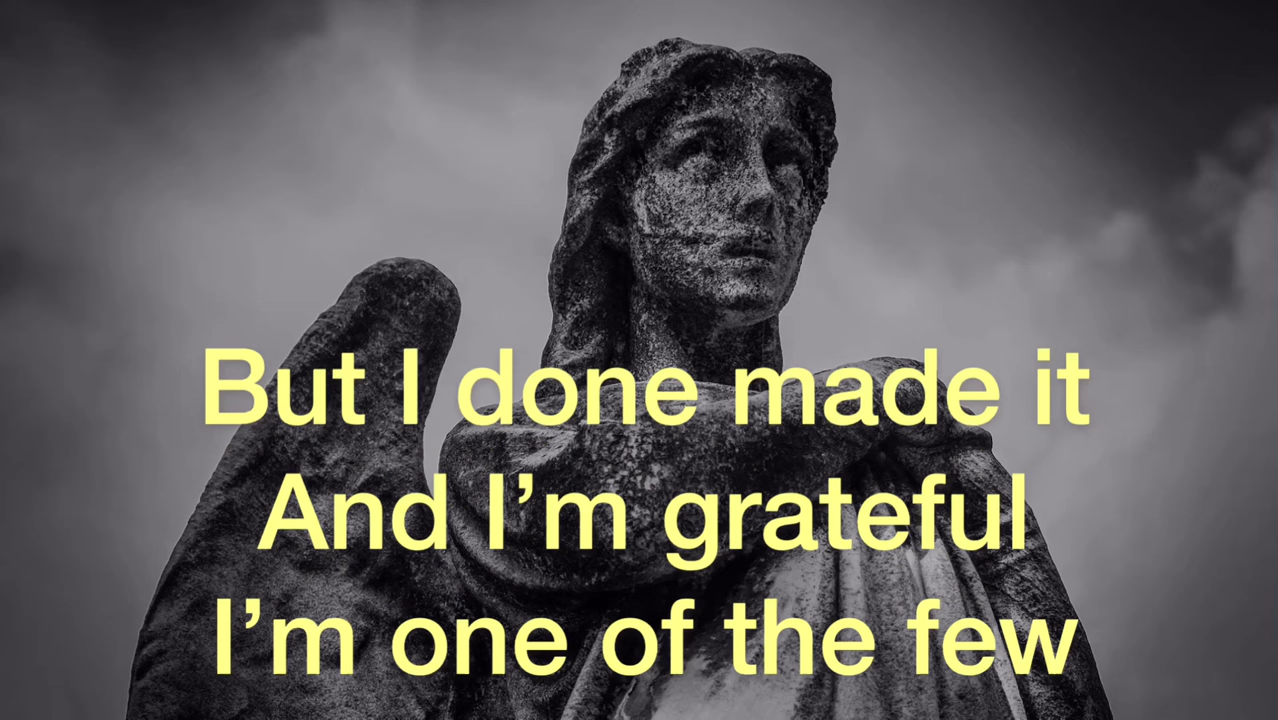 But I done made it
And I’m grateful
I’m one of the few